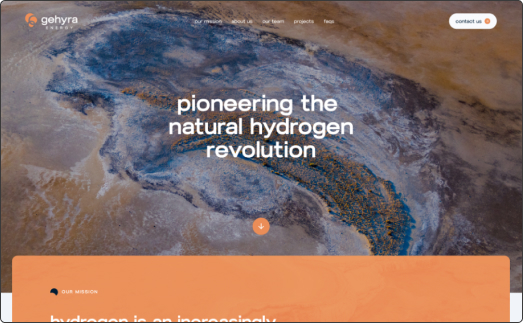 gehyra
ENERGY
our mission about us our team projects faqs
contact us
pioneering the
natural hydrogen
revolution
OUR MISSION
hydrogen is an increasingly